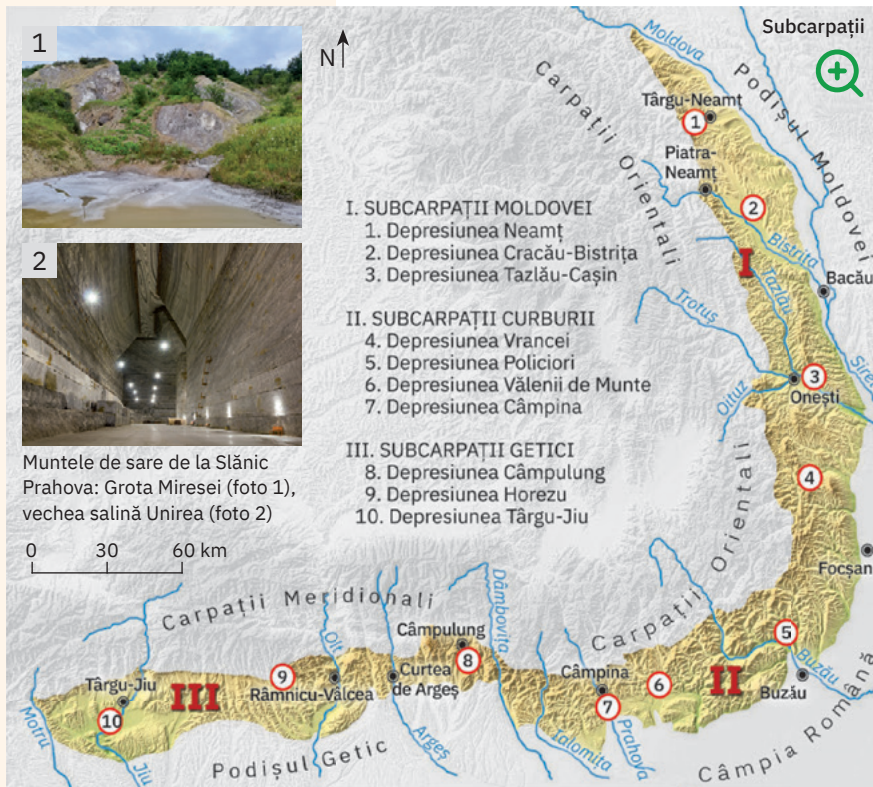 1
N
Subcarpații
2
Muntele de sare de la Slănic
Prahova: Grota Miresei (foto 1),
vechea salină Unirea (foto 2)
0 30 60 km
I. SUBCARPAȚII MOLDOVEI
1. Depresiunea Neamț
2. Depresiunea Cracău-Bistrița
3. Depresiunea Tazlău-Cașin
II. SUBCARPAȚII CURBURII
4. Depresiunea Vrancei
5. Depresiunea Policiori
6. Depresiunea Vălenii de Munte
7. Depresiunea Câmpina
III. SUBCARPAȚII GETICI
8. Depresiunea Câmpulung
9. Depresiunea Horezu
10. Depresiunea Târgu-Jiu
Moldova
Carpații Orientali
Podișul Moldovei
Târgu-Neamț
1
Piatra-
Neamț
2
Bistrița
I
Tazlău
Bacău
Trotuș
Siret
3
Onești
Oituz
4
Carpații Orientali
Focșani
5
Buzău
Buzău
II
6
Câmpia Română
Câmpina
7
Prahova
Ialomița
Dâmbovița
Carpații Meridionali
Câmpulung
8
Curtea
de Argeș
Argeș
Olt
9
Râmnicu-Vâlcea
III
Târgu-Jiu
10
Motru
Jiu
Podișul Getic